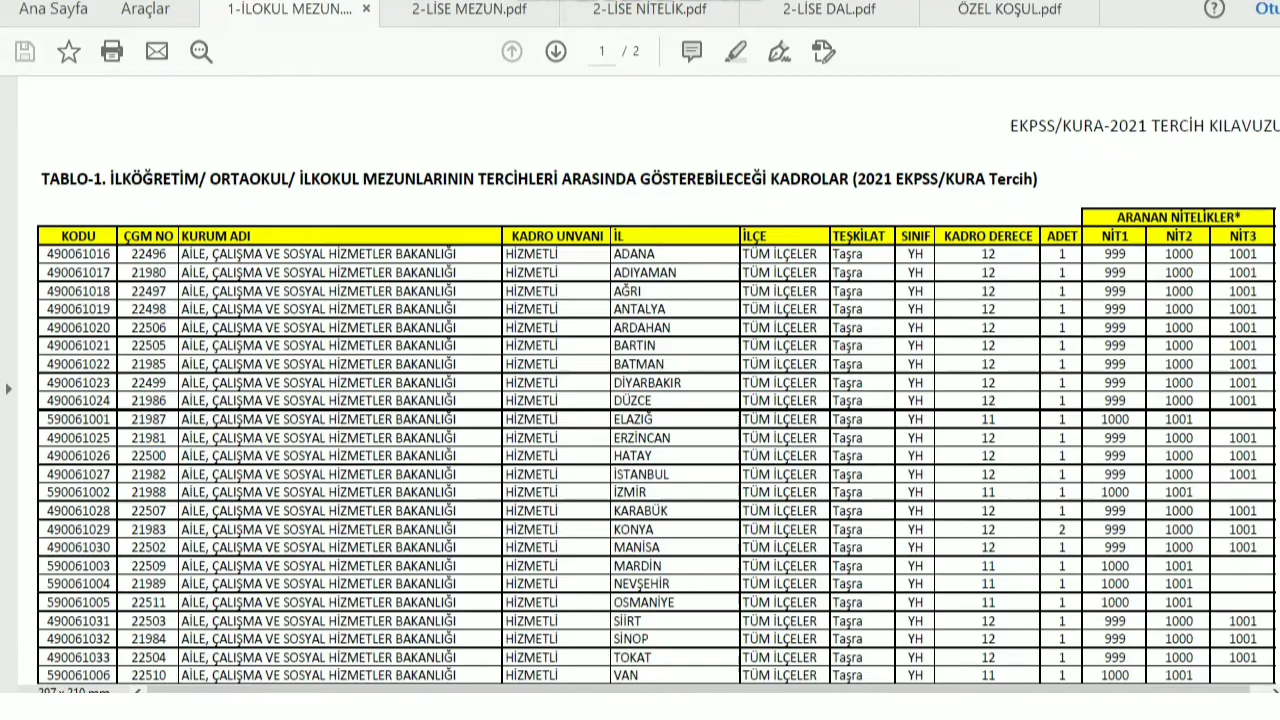 Ana Sayfa Araçlar 1-İLOKUL MEZUN.... × 2-LİSE MEZUN.pdf 2-LİSE NİTELİK.pdf 2-LİSE DAL.pdf ÖZEL KOŞUL.pdf ? Otu
1 / 2
EKPSS/KURA-2021 TERCİH KILAVUZU
TABLO-1. İLKÖĞRETİM/ ORTAOKUL/ İLKOKUL MEZUNLARININ TERCİHLERİ ARASINDA GÖSTEREBİLECEĞİ KADROLAR (2021 EKPSS/KURA Tercih)
ARANAN NİTELİKLER*
KODU ÇGM NO KURUM ADI KADRO UNVANI İL İLÇE TEŞKİLAT SINIF KADRO DERECE ADET NİT1 NİT2 NİT3
490061016 22496 AİLE, ÇALIŞMA VE SOSYAL HİZMETLER BAKANLIĞI HİZMETLİ ADANA TÜM İLÇELER Taşra YH 12 1 999 1000 1001
490061017 21980 AİLE, ÇALIŞMA VE SOSYAL HİZMETLER BAKANLIĞI HİZMETLİ ADIYAMAN TÜM İLÇELER Taşra YH 12 1 999 1000 1001
490061018 22497 AİLE, ÇALIŞMA VE SOSYAL HİZMETLER BAKANLIĞI HİZMETLİ AĞRI TÜM İLÇELER Taşra YH 12 1 999 1000 1001
490061019 22498 AİLE, ÇALIŞMA VE SOSYAL HİZMETLER BAKANLIĞI HİZMETLİ ANTALYA TÜM İLÇELER Taşra YH 12 1 999 1000 1001
490061020 22506 AİLE, ÇALIŞMA VE SOSYAL HİZMETLER BAKANLIĞI HİZMETLİ ARDAHAN TÜM İLÇELER Taşra YH 12 1 999 1000 1001
490061021 22505 AİLE, ÇALIŞMA VE SOSYAL HİZMETLER BAKANLIĞI HİZMETLİ BARTIN TÜM İLÇELER Taşra YH 12 1 999 1000 1001
490061022 21985 AİLE, ÇALIŞMA VE SOSYAL HİZMETLER BAKANLIĞI HİZMETLİ BATMAN TÜM İLÇELER Taşra YH 12 1 999 1000 1001
490061023 22499 AİLE, ÇALIŞMA VE SOSYAL HİZMETLER BAKANLIĞI HİZMETLİ DİYARBAKIR TÜM İLÇELER Taşra YH 12 1 999 1000 1001
490061024 21986 AİLE, ÇALIŞMA VE SOSYAL HİZMETLER BAKANLIĞI HİZMETLİ DÜZCE TÜM İLÇELER Taşra YH 12 1 999 1000 1001
590061001 21987 AİLE, ÇALIŞMA VE SOSYAL HİZMETLER BAKANLIĞI HİZMETLİ ELAZIĞ TÜM İLÇELER Taşra YH 11 1 1000 1001
490061025 21981 AİLE, ÇALIŞMA VE SOSYAL HİZMETLER BAKANLIĞI HİZMETLİ ERZİNCAN TÜM İLÇELER Taşra YH 12 1 999 1000 1001
490061026 22500 AİLE, ÇALIŞMA VE SOSYAL HİZMETLER BAKANLIĞI HİZMETLİ HATAY TÜM İLÇELER Taşra YH 12 1 999 1000 1001
490061027 21982 AİLE, ÇALIŞMA VE SOSYAL HİZMETLER BAKANLIĞI HİZMETLİ İSTANBUL TÜM İLÇELER Taşra YH 12 1 999 1000 1001
590061002 21988 AİLE, ÇALIŞMA VE SOSYAL HİZMETLER BAKANLIĞI HİZMETLİ İZMİR TÜM İLÇELER Taşra YH 11 1 1000 1001
490061028 22507 AİLE, ÇALIŞMA VE SOSYAL HİZMETLER BAKANLIĞI HİZMETLİ KARABÜK TÜM İLÇELER Taşra YH 12 1 999 1000 1001
490061029 21983 AİLE, ÇALIŞMA VE SOSYAL HİZMETLER BAKANLIĞI HİZMETLİ KONYA TÜM İLÇELER Taşra YH 12 2 999 1000 1001
490061030 22502 AİLE, ÇALIŞMA VE SOSYAL HİZMETLER BAKANLIĞI HİZMETLİ MANİSA TÜM İLÇELER Taşra YH 12 1 999 1000 1001
590061003 22509 AİLE, ÇALIŞMA VE SOSYAL HİZMETLER BAKANLIĞI HİZMETLİ MARDİN TÜM İLÇELER Taşra YH 11 1 1000 1001
590061004 21989 AİLE, ÇALIŞMA VE SOSYAL HİZMETLER BAKANLIĞI HİZMETLİ NEVŞEHİR TÜM İLÇELER Taşra YH 11 1 1000 1001
590061005 22511 AİLE, ÇALIŞMA VE SOSYAL HİZMETLER BAKANLIĞI HİZMETLİ OSMANİYE TÜM İLÇELER Taşra YH 11 1 1000 1001
490061031 22503 AİLE, ÇALIŞMA VE SOSYAL HİZMETLER BAKANLIĞI HİZMETLİ SİİRT TÜM İLÇELER Taşra YH 12 1 999 1000 1001
490061032 21984 AİLE, ÇALIŞMA VE SOSYAL HİZMETLER BAKANLIĞI HİZMETLİ SİNOP TÜM İLÇELER Taşra YH 12 1 999 1000 1001
490061033 22504 AİLE, ÇALIŞMA VE SOSYAL HİZMETLER BAKANLIĞI HİZMETLİ TOKAT TÜM İLÇELER Taşra YH 12 1 999 1000 1001
590061006 22510 AİLE, ÇALIŞMA VE SOSYAL HİZMETLER BAKANLIĞI HİZMETLİ VAN TÜM İLÇELER Taşra YH 11 1 1000 1001
297 x 210 mm